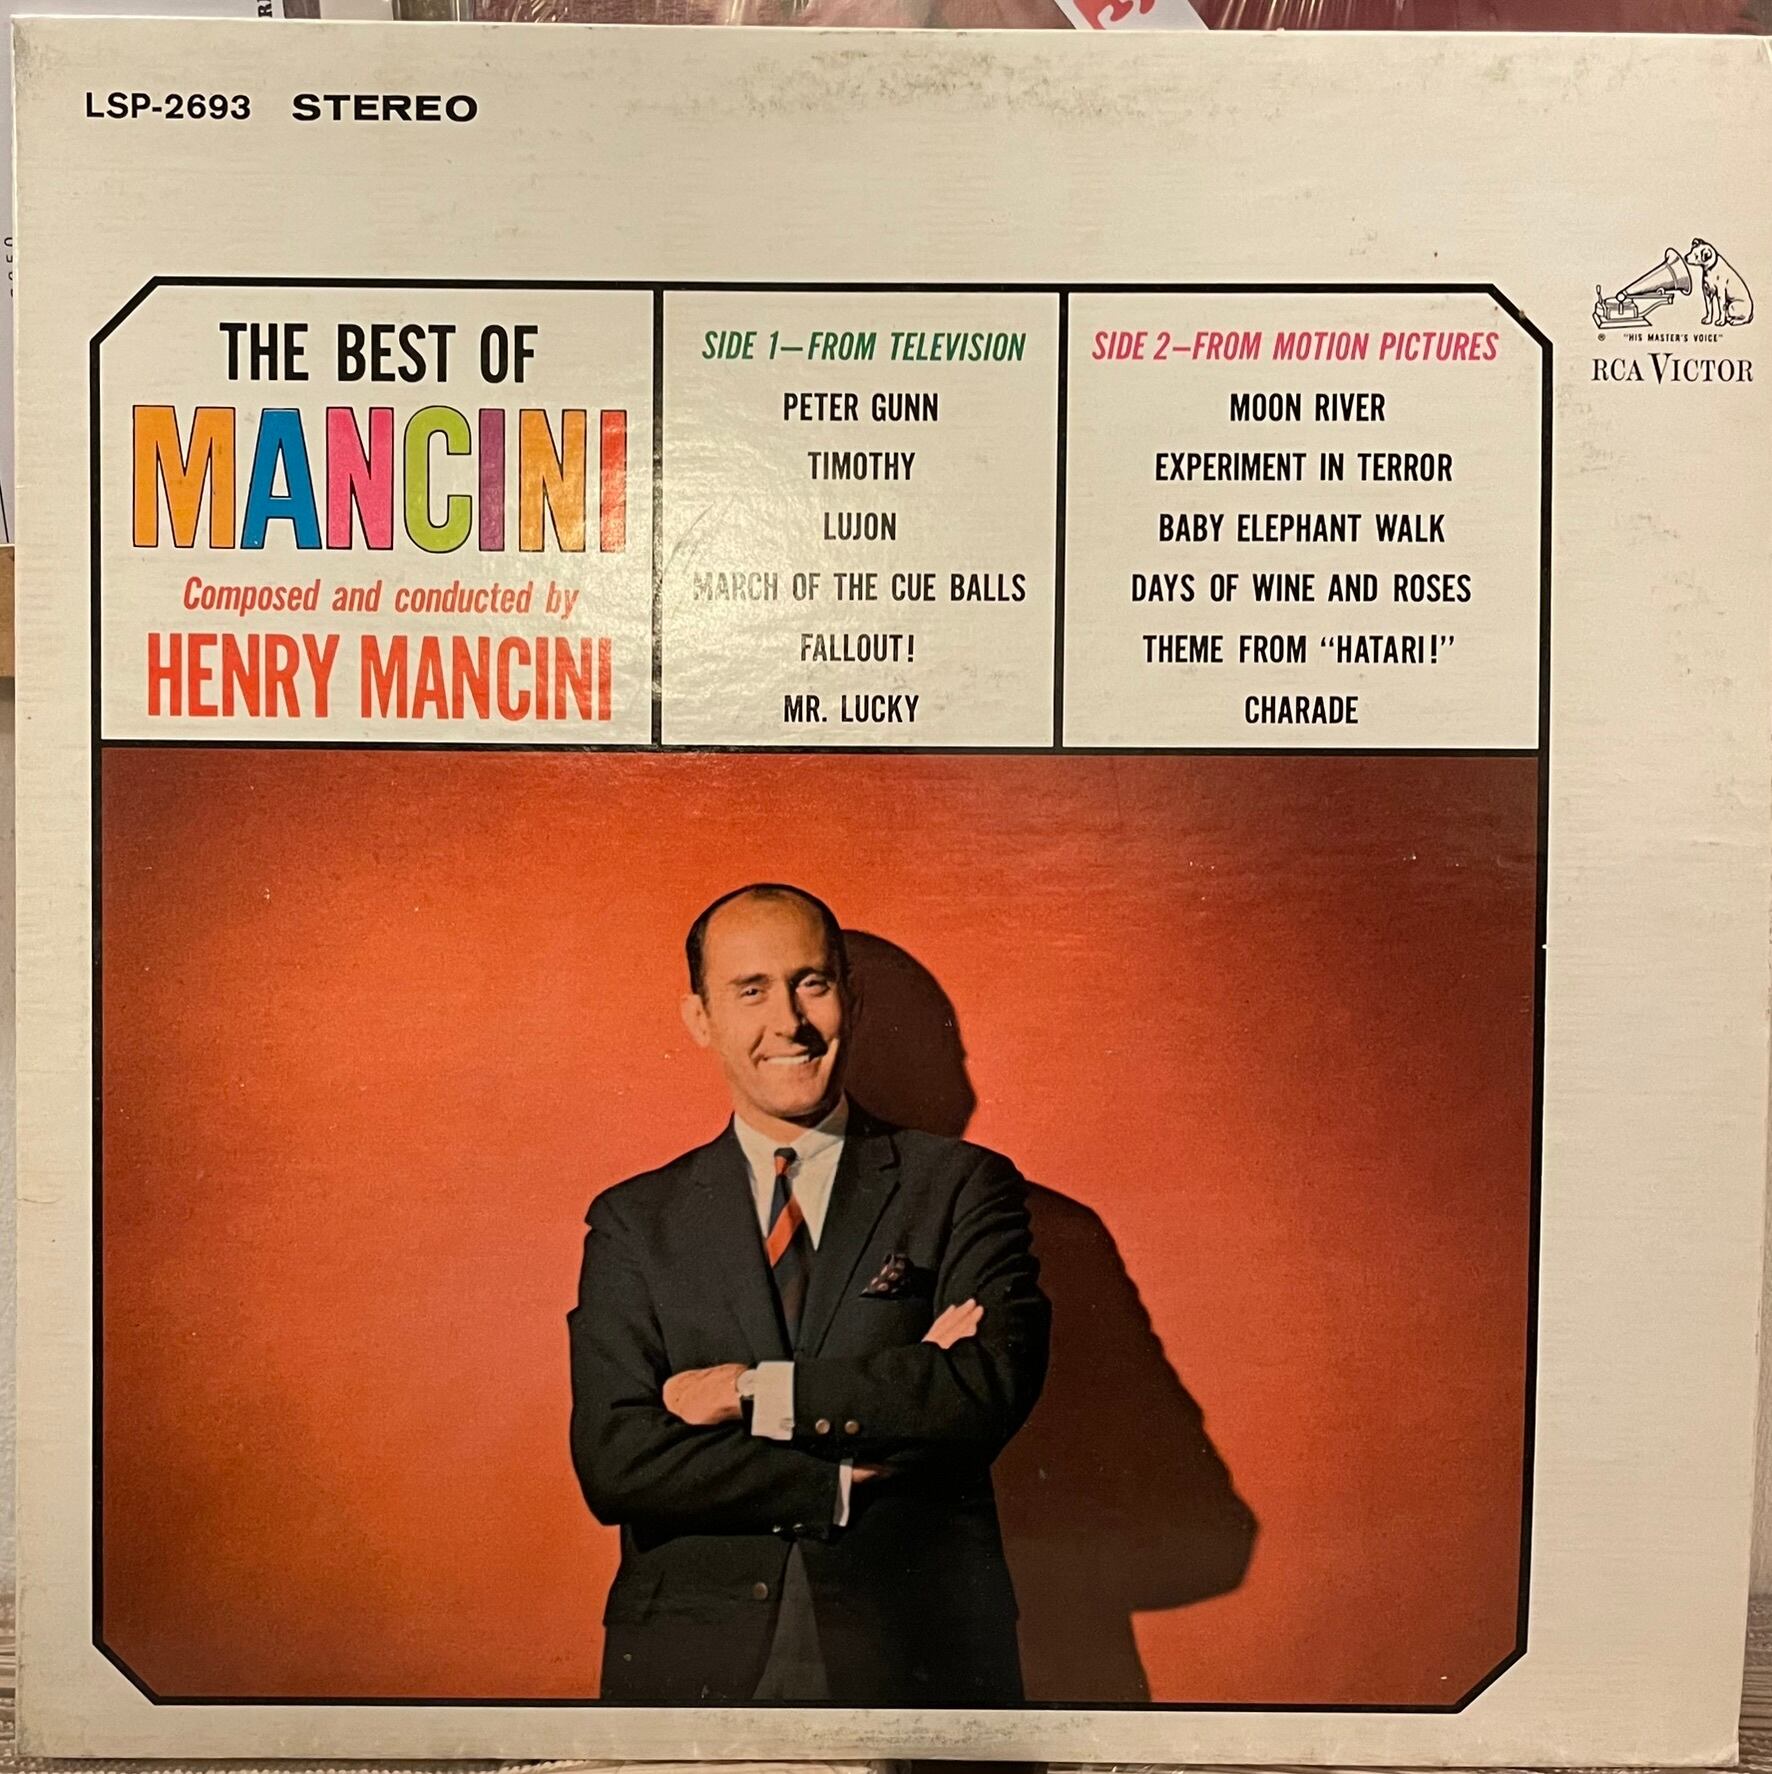 LSP-2693 STEREO
THE BEST OF
MANCINI
Composed and conducted by
HENRY MANCINI
SIDE 1–FROM TELEVISION
PETER GUNN
TIMOTHY
LUJON
MARCH OF THE CUE BALLS
FALLOUT!
MR. LUCKY
SIDE 2–FROM MOTION PICTURES
MOON RIVER
EXPERIMENT IN TERROR
BABY ELEPHANT WALK
DAYS OF WINE AND ROSES
THEME FROM “HATARI!”
CHARADE
® “HIS MASTER'S VOICE”
RCA VICTOR